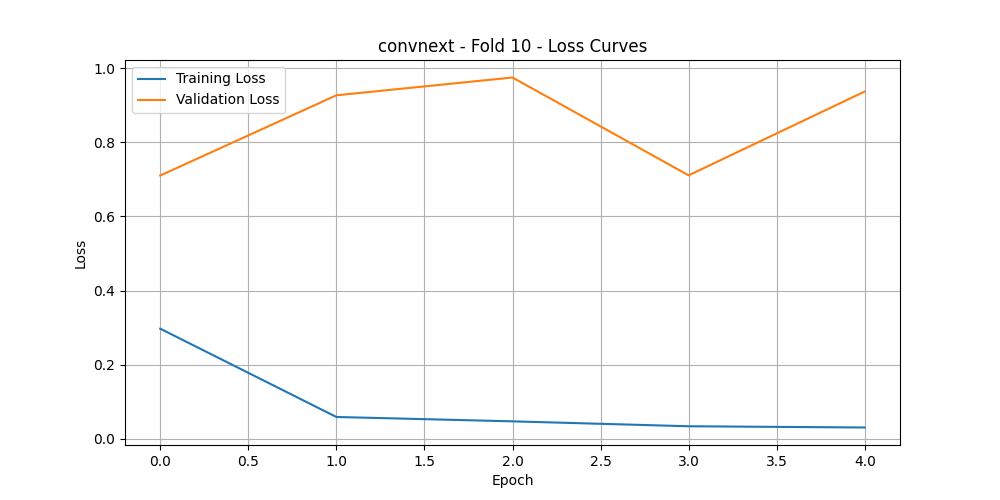 convnext - Fold 10 - Loss Curves
Training Loss
Validation Loss
Loss
1.0
0.8
0.6
0.4
0.2
0.0
0.0 0.5 1.0 1.5 2.0 2.5 3.0 3.5 4.0
Epoch